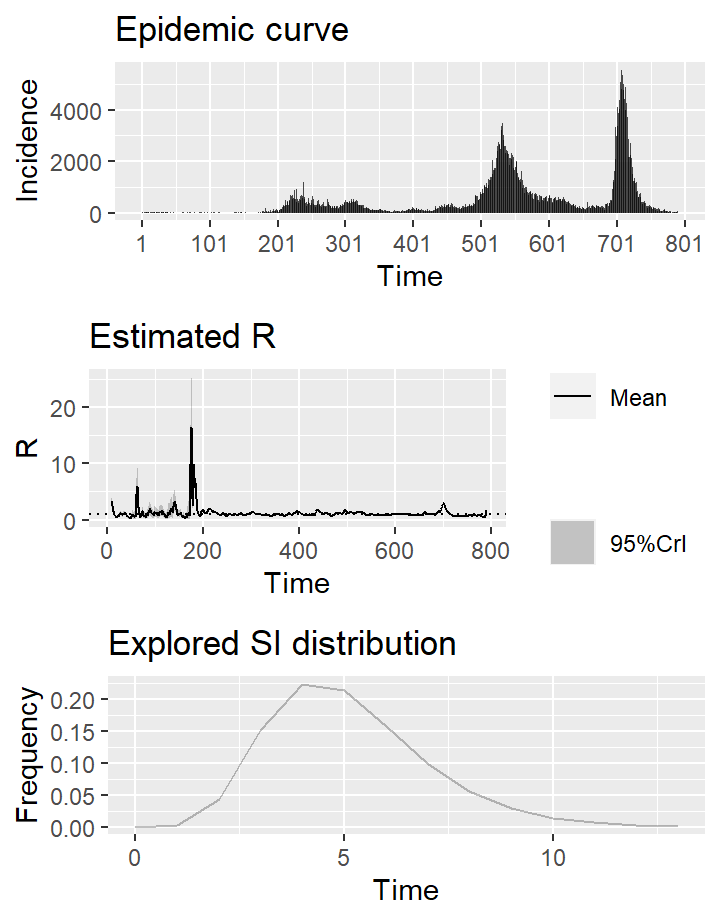 Epidemic curve
Incidence
4000
2000
0
1 101 201 301 401 501 601 701 801
Time
Estimated R
R
20
10
0
0 200 400 600 800
Time
Mean
95%CrI
Explored SI distribution
Frequency
0.20
0.15
0.10
0.05
0.00
0 5 10
Time